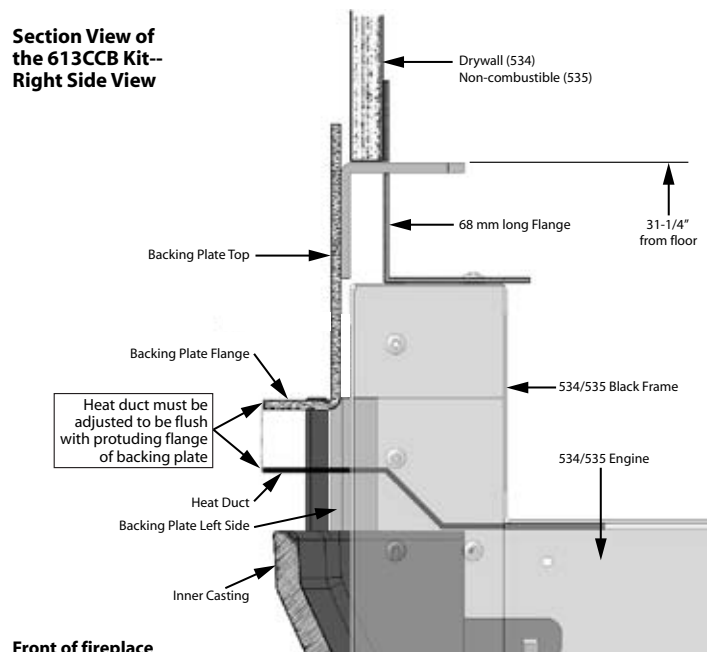 Section View of
the 613CCB Kit--
Right Side View
Drywall (534)
Non-combustible (535)
68 mm long Flange
31-1/4"
from floor
Backing Plate Top
Backing Plate Flange
Heat duct must be
adjusted to be flush
with protuding flange
of backing plate
534/535 Black Frame
534/535 Engine
Heat Duct
Backing Plate Left Side
Inner Casting
Front of fireplace